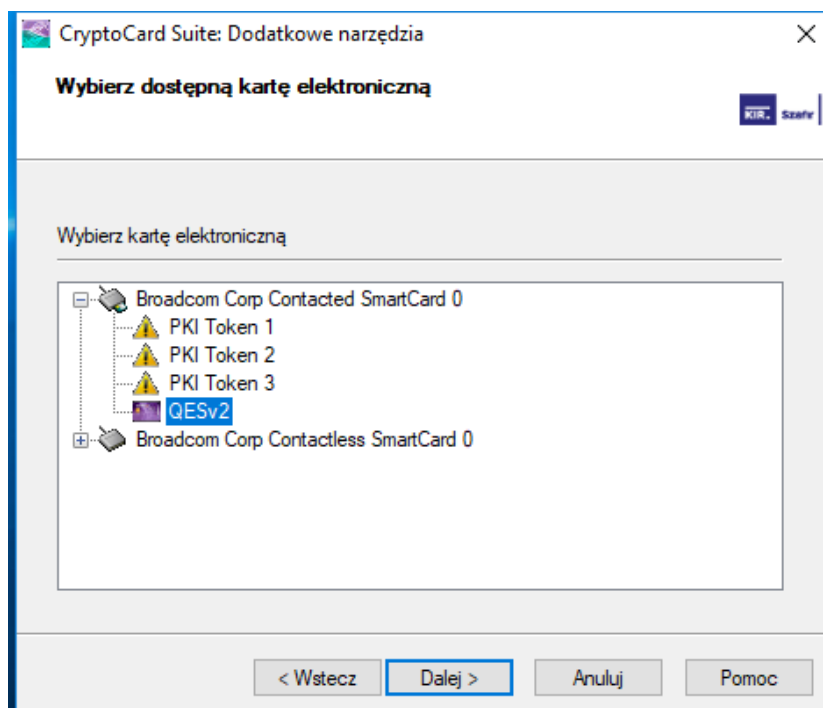 CryptoCard Suite: Dodatkowe narzędzia
Wybierz dostępną kartę elektroniczną
KIR. Szafir
Wybierz kartę elektroniczną
Broadcom Corp Contacted SmartCard 0
PKI Token 1
PKI Token 2
PKI Token 3
QESv2
Broadcom Corp Contactless SmartCard 0
< Wstecz Dalej > Anuluj Pomoc